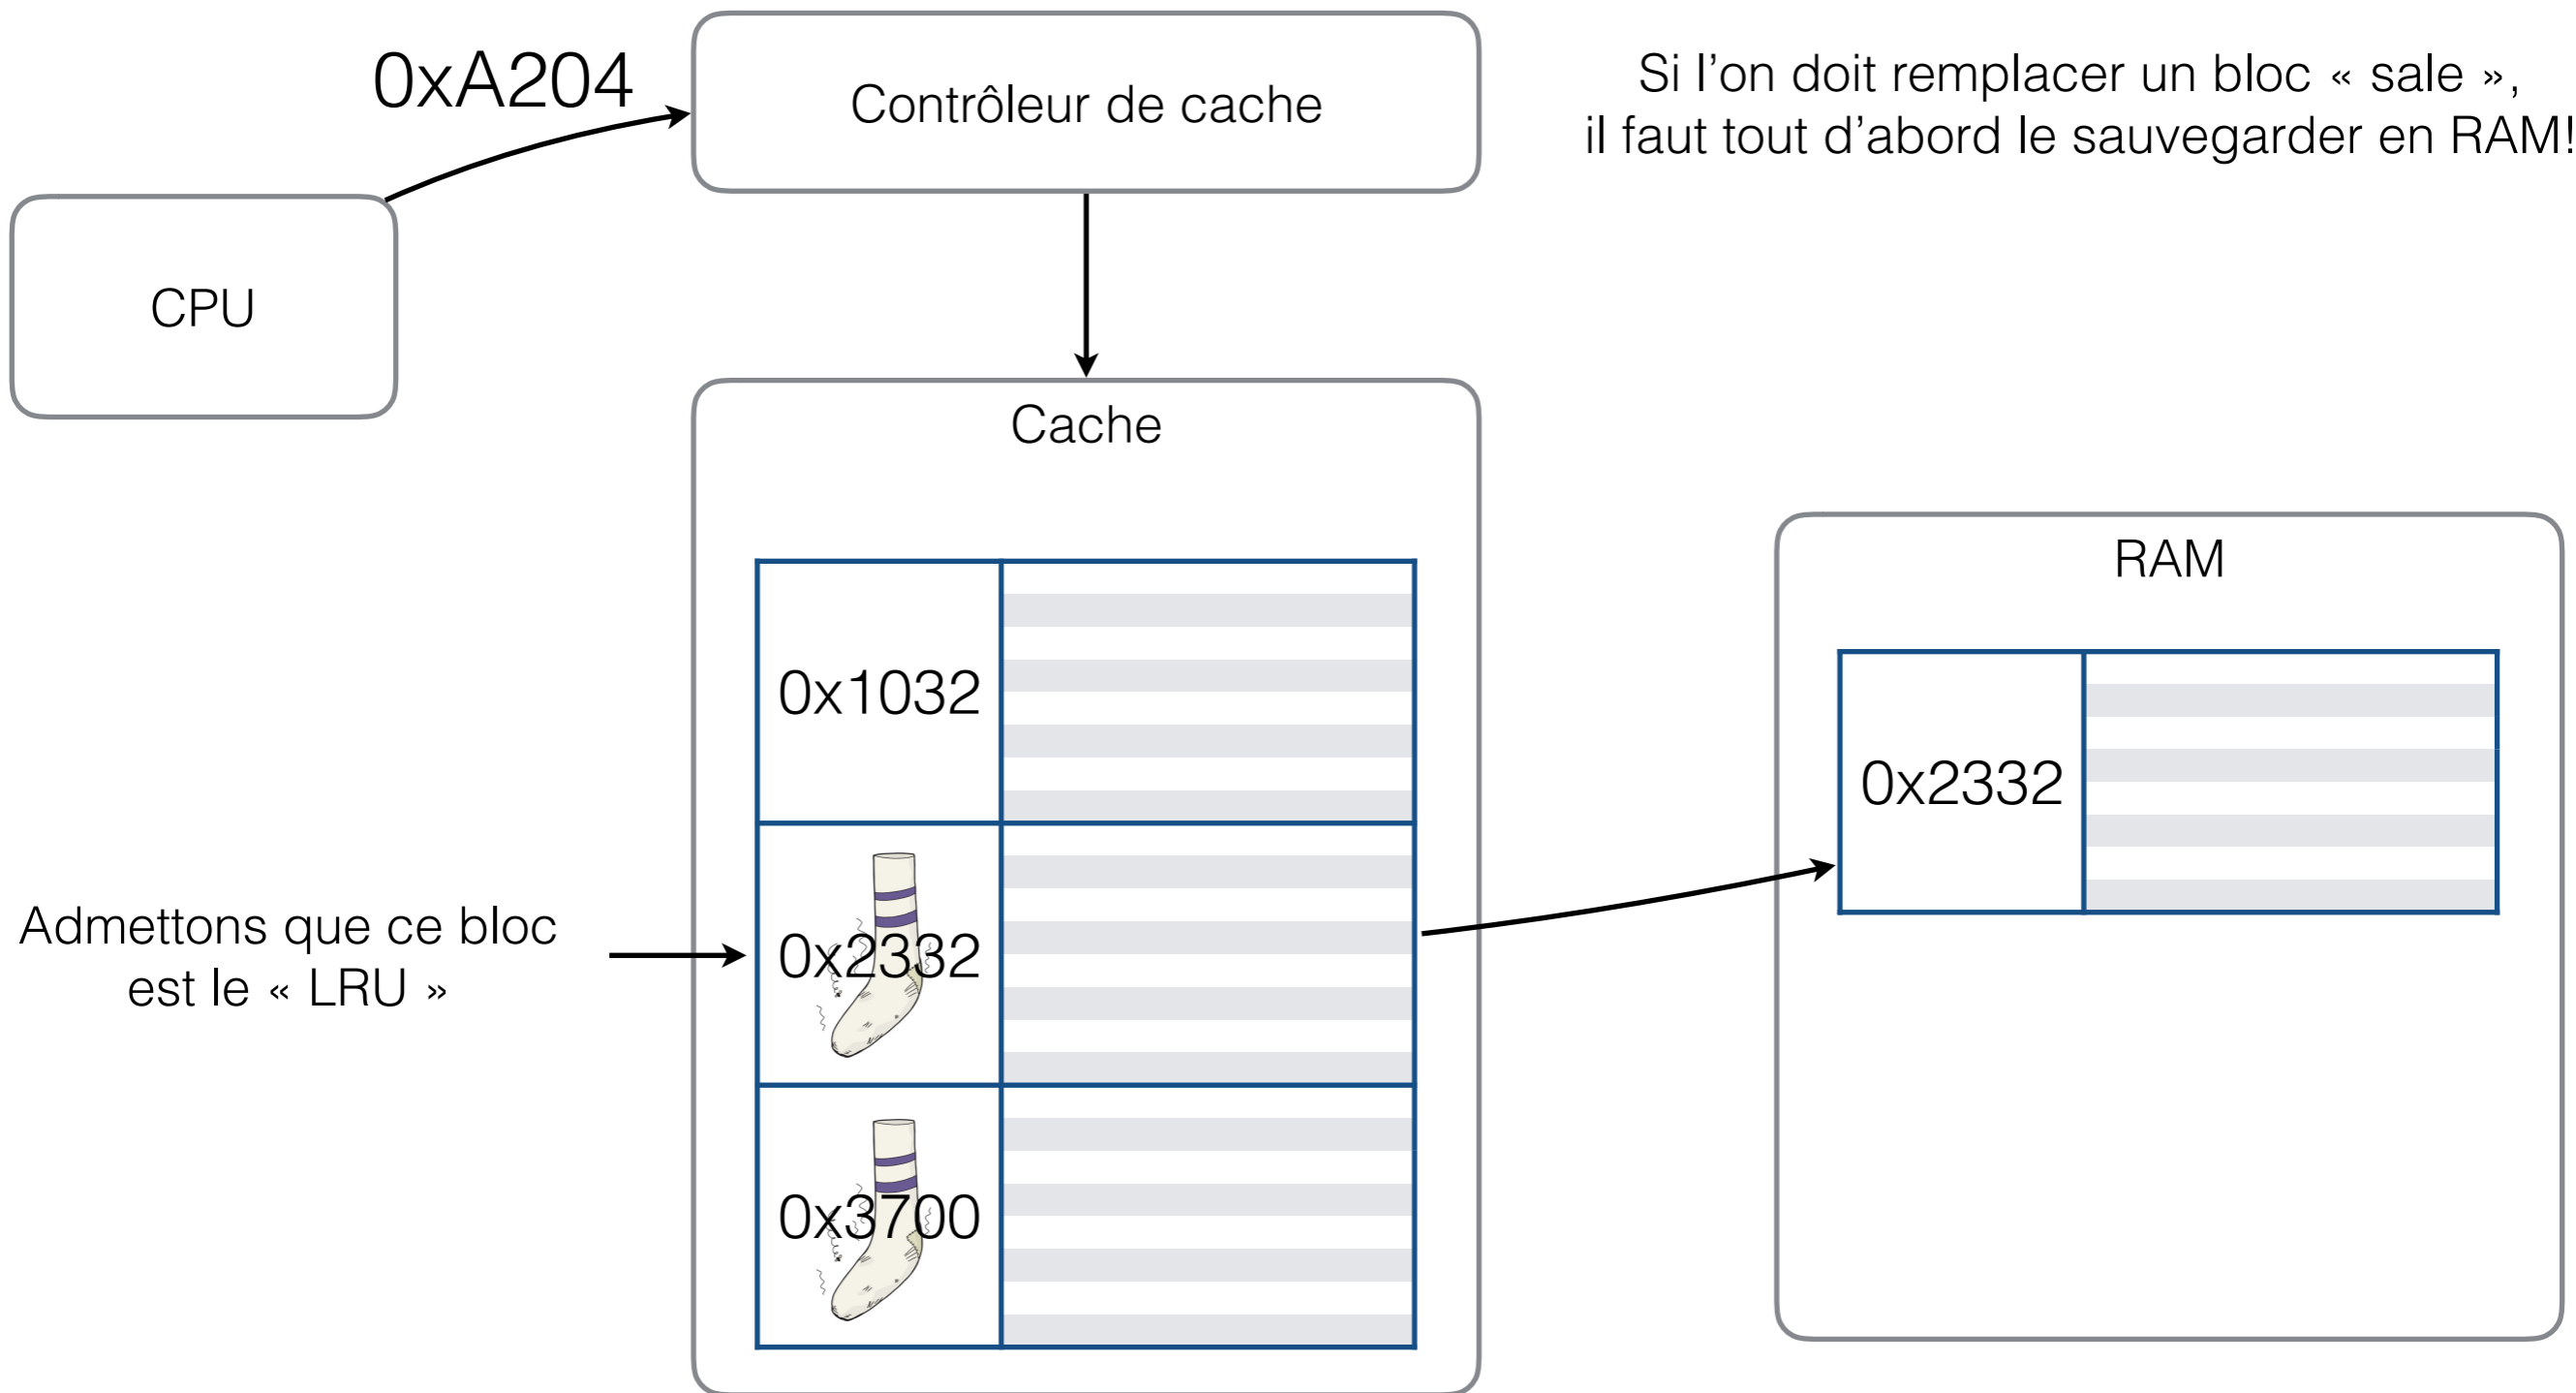 0xA204
Contrôleur de cache
Si l'on doit remplacer un bloc « sale »,
il faut tout d'abord le sauvegarder en RAM!
CPU
Cache
RAM
0x1032
0x2332
Admettons que ce bloc
est le « LRU »
0x2332
0x3700